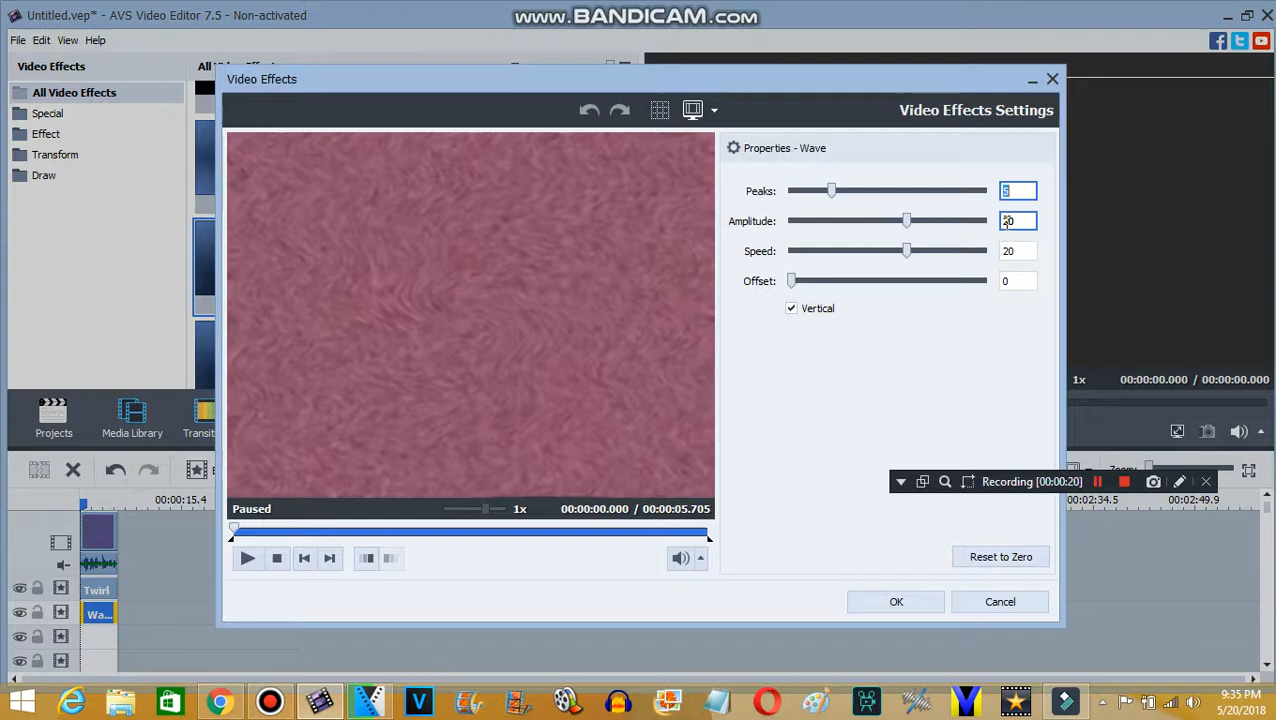 Untitled.vep* - AVS Video Editor 7.5 - Non-activated
www.BANDICAM.com
File Edit View Help
Video Effects
All Video Effects
Special
Effect
Transform
Draw
Projects
Media Library
Video Effects
Video Effects Settings
Properties - Wave
Peaks: 5
Amplitude: 20
Speed: 20
Offset: 0
Vertical
Paused 1x 00:00:00.000 / 00:00:05.705
Reset to Zero
OK Cancel
1x 00:00:00.000 / 00:00:00.000
Recording [00:00:20]
00:00:15.4
00:02:34.5 00:02:49.9
Twirl
Wa...
9:35 PM
5/20/2018